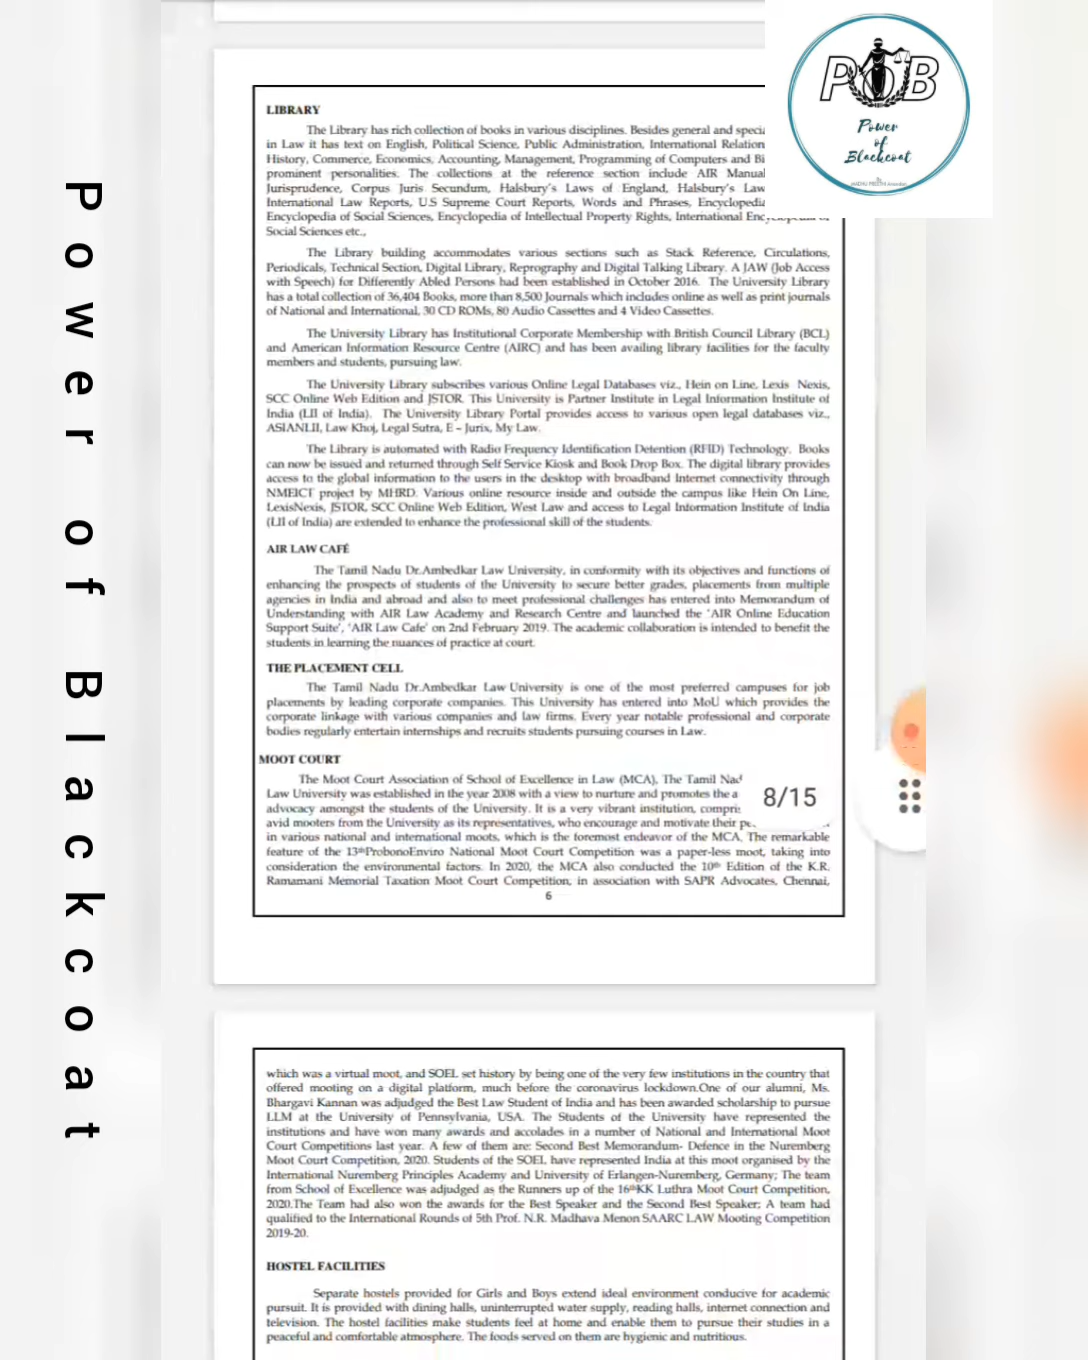 Power of Blackcoat
POB
Power
of
Blackcoat
LIBRARY
The Library has rich collection of books in various disciplines. Besides general and
in Law it has text on English, Political Science, Public Administration, International
History, Commerce, Economics, Accounting, Management, Programming of Computers and
prominent personalities. The collections at the reference section include AIR Manual
Jurisprudence, Corpus Juris Secundum, Halsbury's Laws of England, Halsbury's
International Law Reports, U.S Supreme Court Reports, Words and Phrases,
Encyclopedia of Social Sciences, Encyclopedia of Intellectual Property Rights, International
Social Sciences etc.,
The Library building accommodates various sections such as Stack Reference, Circulations,
Periodicals, Technical Section, Digital Library, Reprography and Digital Talking Library. A JAW (Job Access
with Speech) for Differently Abled Persons had been established in October 2016. The University Library
has a total collection of 36,404 Books, more than 8,500 Journals which includes online as well as print journals
of National and International, 30 CD ROMs, 80 Audio Cassettes and 4 Video Cassettes.
The University Library has Institutional Corporate Membership with British Council Library (BCL)
and American Information Resource Centre (AIRC) and has been availing library facilities for the faculty
members and students, pursuing law.
The University Library subscribes various Online Legal Databases viz., Hein on Line, Lexis Nexis,
SCC Online Web Edition and JSTOR. This University is Partner Institute in Legal Information Institute of
India (LII of India). The University Library Portal provides access to various open legal databases viz.,
ASIANLII, Law Khoj, Legal Sutra, E – Jurix, My Law.
The Library is automated with Radio Frequency Identification Detention (RFID) Technology. Books
can now be issued and returned through Self Service Kiosk and Book Drop Box. The digital library provides
access to the global information to the users in the desktop with broadband Internet connectivity through
NMEICT project by MHRD. Various online resource inside and outside the campus like Hein On Line,
LexisNexis, JSTOR, SCC Online Web Edition, West Law and access to Legal Information Institute of India
(LII of India) are extended to enhance the professional skill of the students.
AIR LAW CAFÉ
The Tamil Nadu Dr.Ambedkar Law University, in conformity with its objectives and functions of
enhancing the prospects of students of the University to secure better grades, placements from multiple
agencies in India and abroad and also to meet professional challenges has entered into Memorandum of
Understanding with AIR Law Academy and Research Centre and launched the 'AIR Online Education
Support Suite', 'AIR Law Cafe' on 2nd February 2019. The academic collaboration is intended to benefit the
students in learning the nuances of practice at court.
THE PLACEMENT CELL
The Tamil Nadu Dr.Ambedkar Law University is one of the most preferred campuses for job
placements by leading corporate companies. This University has entered into MoU which provides the
corporate linkage with various companies and law firms. Every year notable professional and corporate
bodies regularly entertain internships and recruits students pursuing courses in Law.
MOOT COURT
The Moot Court Association of School of Excellence in Law (MCA), The Tamil
Law University was established in the year 2008 with a view to nurture and promotes the
advocacy amongst the students of the University. It is a very vibrant institution,
8/15
avid mooters from the University as its representatives, who encourage and motivate their
in various national and international moots, which is the foremost endeavor of the MCA. The remarkable
feature of the 13thProbonoEnviro National Moot Court Competition was a paper-less moot, taking into
consideration the environmental factors. In 2020, the MCA also conducted the 10th Edition of the K.R.
Ramamani Memorial Taxation Moot Court Competition, in association with SAPR Advocates, Chennai,
6
which was a virtual moot, and SOEL set history by being one of the very few institutions in the country that
offered mooting on a digital platform, much before the coronavirus lockdown.One of our alumni, Ms.
Bhargavi Kannan was adjudged the Best Law Student of India and has been awarded scholarship to pursue
LLM at the University of Pennsylvania, USA. The Students of the University have represented the
institutions and have won many awards and accolades in a number of National and International Moot
Court Competitions last year. A few of them are: Second Best Memorandum- Defence in the Nuremberg
Moot Court Competition, 2020. Students of the SOEL have represented India at this moot organised by the
International Nuremberg Principles Academy and University of Erlangen-Nuremberg, Germany; The team
from School of Excellence was adjudged as the Runners up of the 16thKK Luthra Moot Court Competition,
2020.The Team had also won the awards for the Best Speaker and the Second Best Speaker; A team had
qualified to the International Rounds of 5th Prof. N.R. Madhava Menon SAARC LAW Mooting Competition
2019-20.
HOSTEL FACILITIES
Separate hostels provided for Girls and Boys extend ideal environment conducive for academic
pursuit. It is provided with dining halls, uninterrupted water supply, reading halls, internet connection and
television. The hostel facilities make students feel at home and enable them to pursue their studies in a
peaceful and comfortable atmosphere. The foods served on them are hygienic and nutritious.